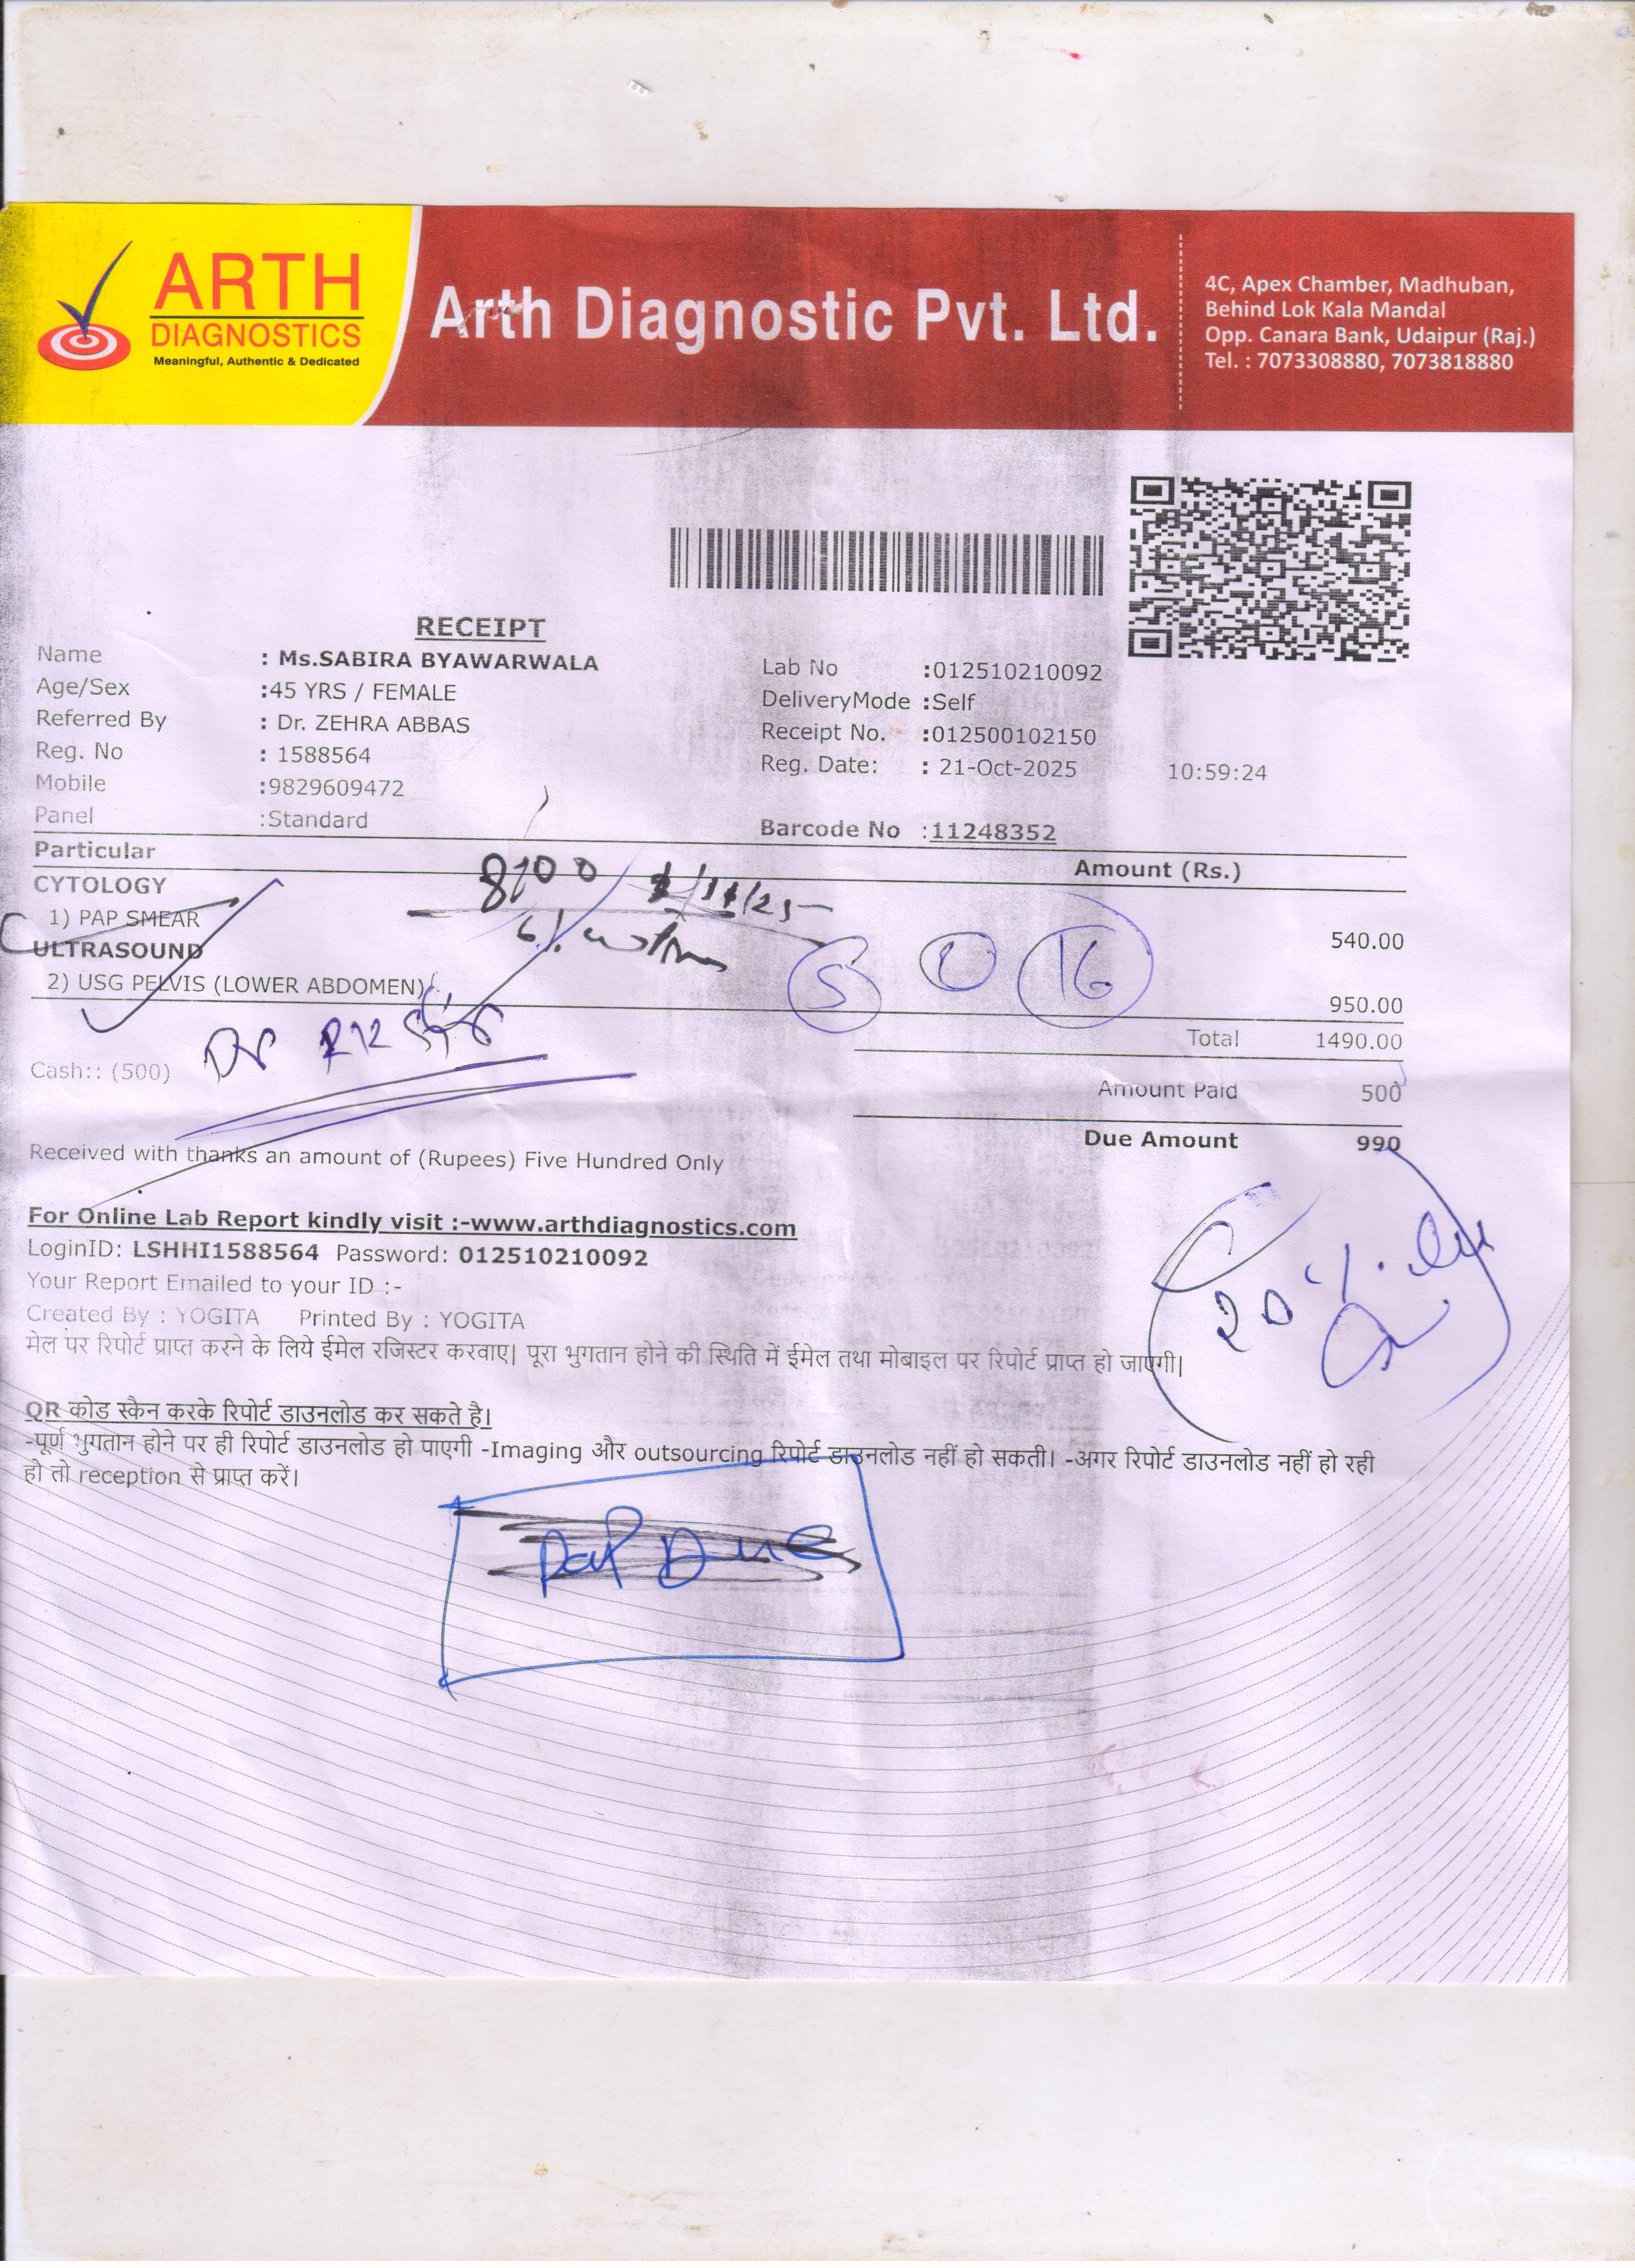 ARTH
DIAGNOSTICS
Meaningful, Authentic & Dedicated
Arth Diagnostic Pvt. Ltd.
4C, Apex Chamber, Madhuban,
Behind Lok Kala Mandal
Opp. Canara Bank, Udaipur (Raj.)
Tel. : 7073308880, 7073818880
RECEIPT
Name : Ms.SABIRA BYAWARWALA Lab No :012510210092
Age/Sex :45 YRS / FEMALE DeliveryMode :Self
Referred By : Dr. ZEHRA ABBAS Receipt No. :012500102150
Reg. No : 1588564 Reg. Date: : 21-Oct-2025 10:59:24
Mobile :9829609472
Panel :Standard Barcode No :11248352
Particular Amount (Rs.)
CYTOLOGY
1) PAP SMEAR 540.00
ULTRASOUND
2) USG PELVIS (LOWER ABDOMEN) 950.00
5 16
Dr
Total 1490.00
Cash:: (500)
Amount Paid 500
Due Amount 990
Received with thanks an amount of (Rupees) Five Hundred Only
For Online Lab Report kindly visit :-www.arthdiagnostics.com
LoginID: LSHHI1588564 Password: 012510210092
Your Report Emailed to your ID :-
Created By : YOGITA Printed By : YOGITA
20%.
मेल पर रिपोर्ट प्राप्त करने के लिये ईमेल रजिस्टर करवाए| पूरा भुगतान होने की स्थिति में ईमेल तथा मोबाइल पर रिपोर्ट प्राप्त हो जाएगी|
QR कोड स्कैन करके रिपोर्ट डाउनलोड कर सकते है।
-पूर्ण भुगतान होने पर ही रिपोर्ट डाउनलोड हो पाएगी -Imaging और outsourcing रिपोर्ट डाउनलोड नहीं हो सकती। -अगर रिपोर्ट डाउनलोड नहीं हो रही
हो तो reception से प्राप्त करें।
Pap Due